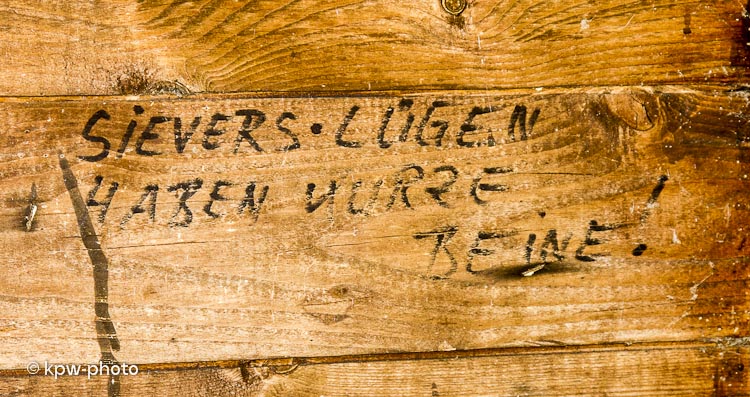 SIEVERS • LÜGEN
HABEN KURZE
BEINE!
© kpw-photo